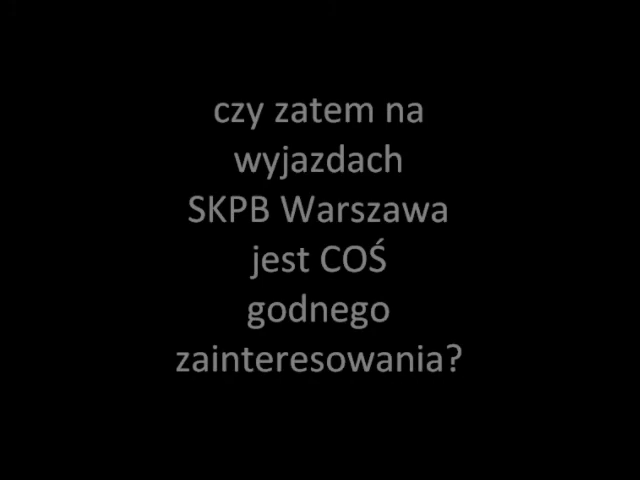 czy zatem na
wyjazdach
SKPB Warszawa
jest COŚ
godnego
zainteresowania?